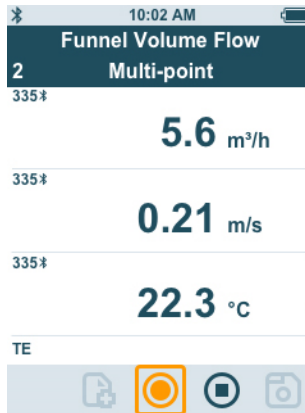 10:02 AM
Funnel Volume Flow
2 Multi-point
335
5.6 m³/h
335
0.21 m/s
335
22.3 °C
TE